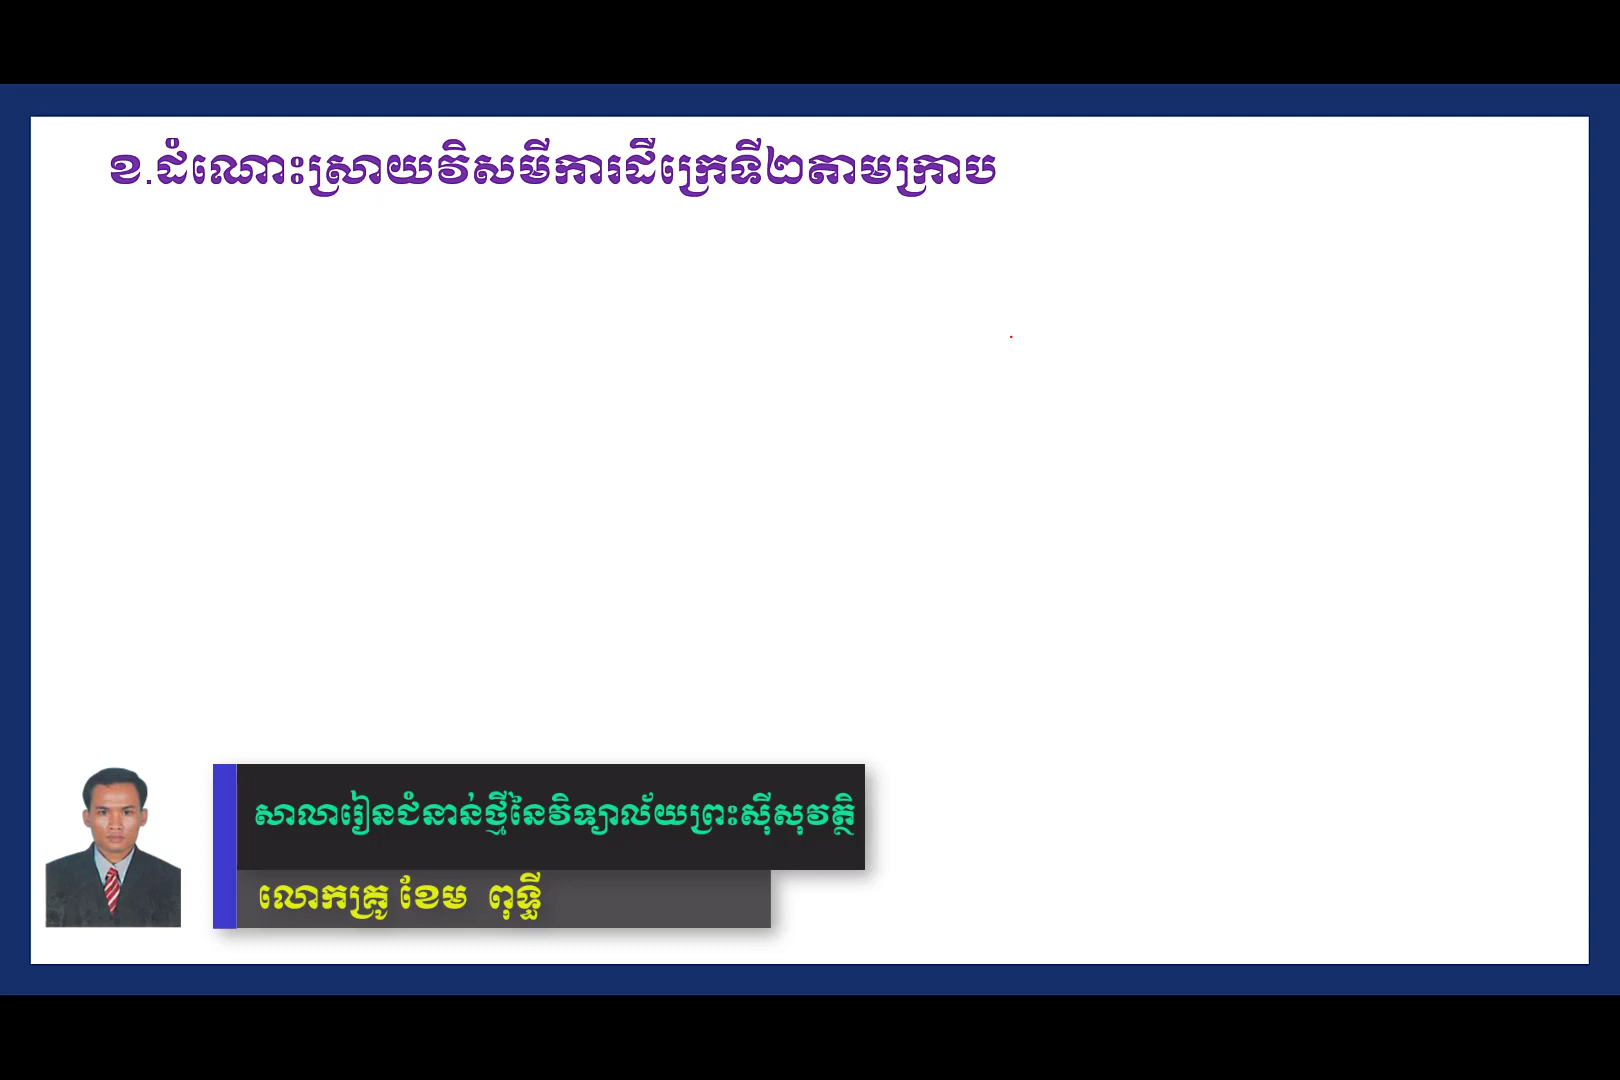 ខ.ដំណោះស្រាយវិសមីការដឺក្រេទី២តាមក្រាប
សាលារៀនជំនាន់ថ្មីនៃវិទ្យាល័យព្រះស៊ីសុវត្ថិ
លោកគ្រូ ខែម ពុទ្ធី